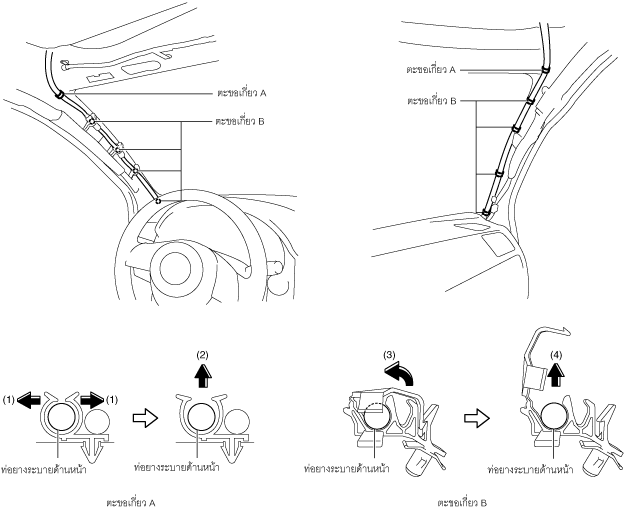 ตะขอเกี่ยว A
ตะขอเกี่ยว B
ตะขอเกี่ยว A
ตะขอเกี่ยว B
(1)
(1)
(2)
(3)
(4)
ท่อยางระบายด้านหน้า
ท่อยางระบายด้านหน้า
ท่อยางระบายด้านหน้า
ท่อยางระบายด้านหน้า
ตะขอเกี่ยว A
ตะขอเกี่ยว B